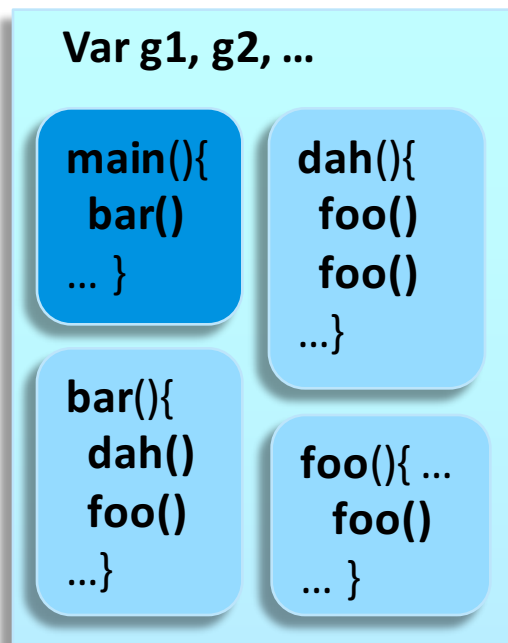 Var g1, g2, …
main(){
bar()
... }
dah(){
foo()
foo()
...}
bar(){
dah()
foo()
...}
foo(){ ...
foo()
... }